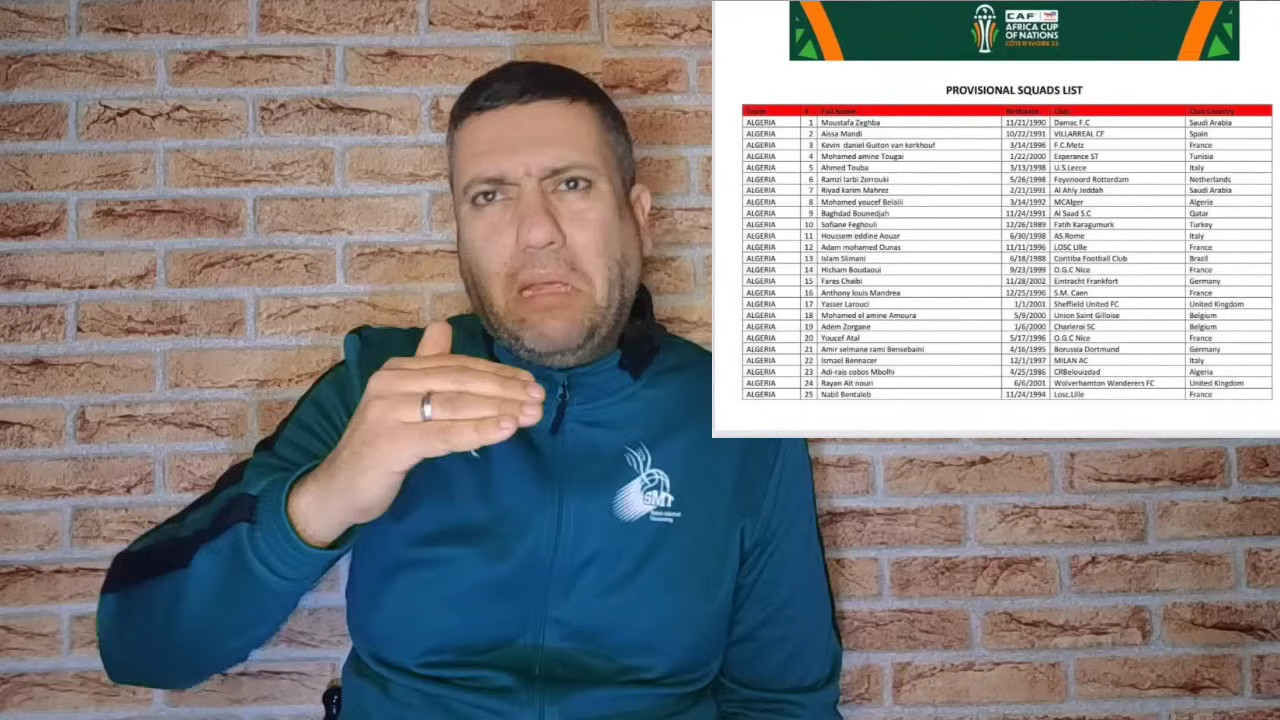 CAF
AFRICA CUP
OF NATIONS
CÔTE D'IVOIRE 23
PROVISIONAL SQUADS LIST
Team # Full Name Birthdate Club Club Country
ALGERIA 1 Moustafa Zeghba 11/21/1990 Damac F.C Saudi Arabia
ALGERIA 2 Aissa Mandi 10/22/1991 VILLARREAL CF Spain
ALGERIA 3 Kevin daniel Guiton van kerkhouf 3/14/1996 F.C.Metz France
ALGERIA 4 Mohamed amine Tougai 1/22/2000 Esperance ST Tunisia
ALGERIA 5 Ahmed Touba 3/13/1998 U.S.Lecce Italy
ALGERIA 6 Ramzi larbi Zerrouki 5/26/1998 Feyenoord Rotterdam Netherlands
ALGERIA 7 Riyad karim Mahrez 2/21/1991 Al Ahly Jeddah Saudi Arabia
ALGERIA 8 Mohamed youcef Belaili 3/14/1992 MCAlger Algeria
ALGERIA 9 Baghdad Bounedjah 11/24/1991 Al Saad S.C Qatar
ALGERIA 10 Sofiane Feghouli 12/26/1989 Fatih Karagumurk Turkey
ALGERIA 11 Houssem eddine Aouar 6/30/1998 AS.Rome Italy
ALGERIA 12 Adam mohamed Ounas 11/11/1996 LOSC Lille France
ALGERIA 13 Islam Slimani 6/18/1988 Coritiba Football Club Brazil
ALGERIA 14 Hicham Boudaoui 9/23/1999 O.G.C Nice France
ALGERIA 15 Fares Chaibi 11/28/2002 Eintracht Frankfort Germany
ALGERIA 16 Anthony louis Mandrea 12/25/1996 S.M. Caen France
ALGERIA 17 Yasser Larouci 1/1/2001 Sheffield United FC United Kingdom
ALGERIA 18 Mohamed el amine Amoura 5/9/2000 Union Saint Gilloise Belgium
ALGERIA 19 Adem Zorgane 1/6/2000 Charleroi SC Belgium
ALGERIA 20 Youcef Atal 5/17/1996 O.G.C Nice France
ALGERIA 21 Amir selmane rami Bensebaini 4/16/1995 Borussia Dortmund Germany
ALGERIA 22 Ismael Bennacer 12/1/1997 MILAN AC Italy
ALGERIA 23 Adi-rais cobos Mbolhi 4/25/1986 CRBelouizdad Algeria
ALGERIA 24 Rayan Ait nouri 6/6/2001 Wolverhamton Wanderers FC United Kingdom
ALGERIA 25 Nabil Bentaleb 11/24/1994 Losc.Lille France
SMT